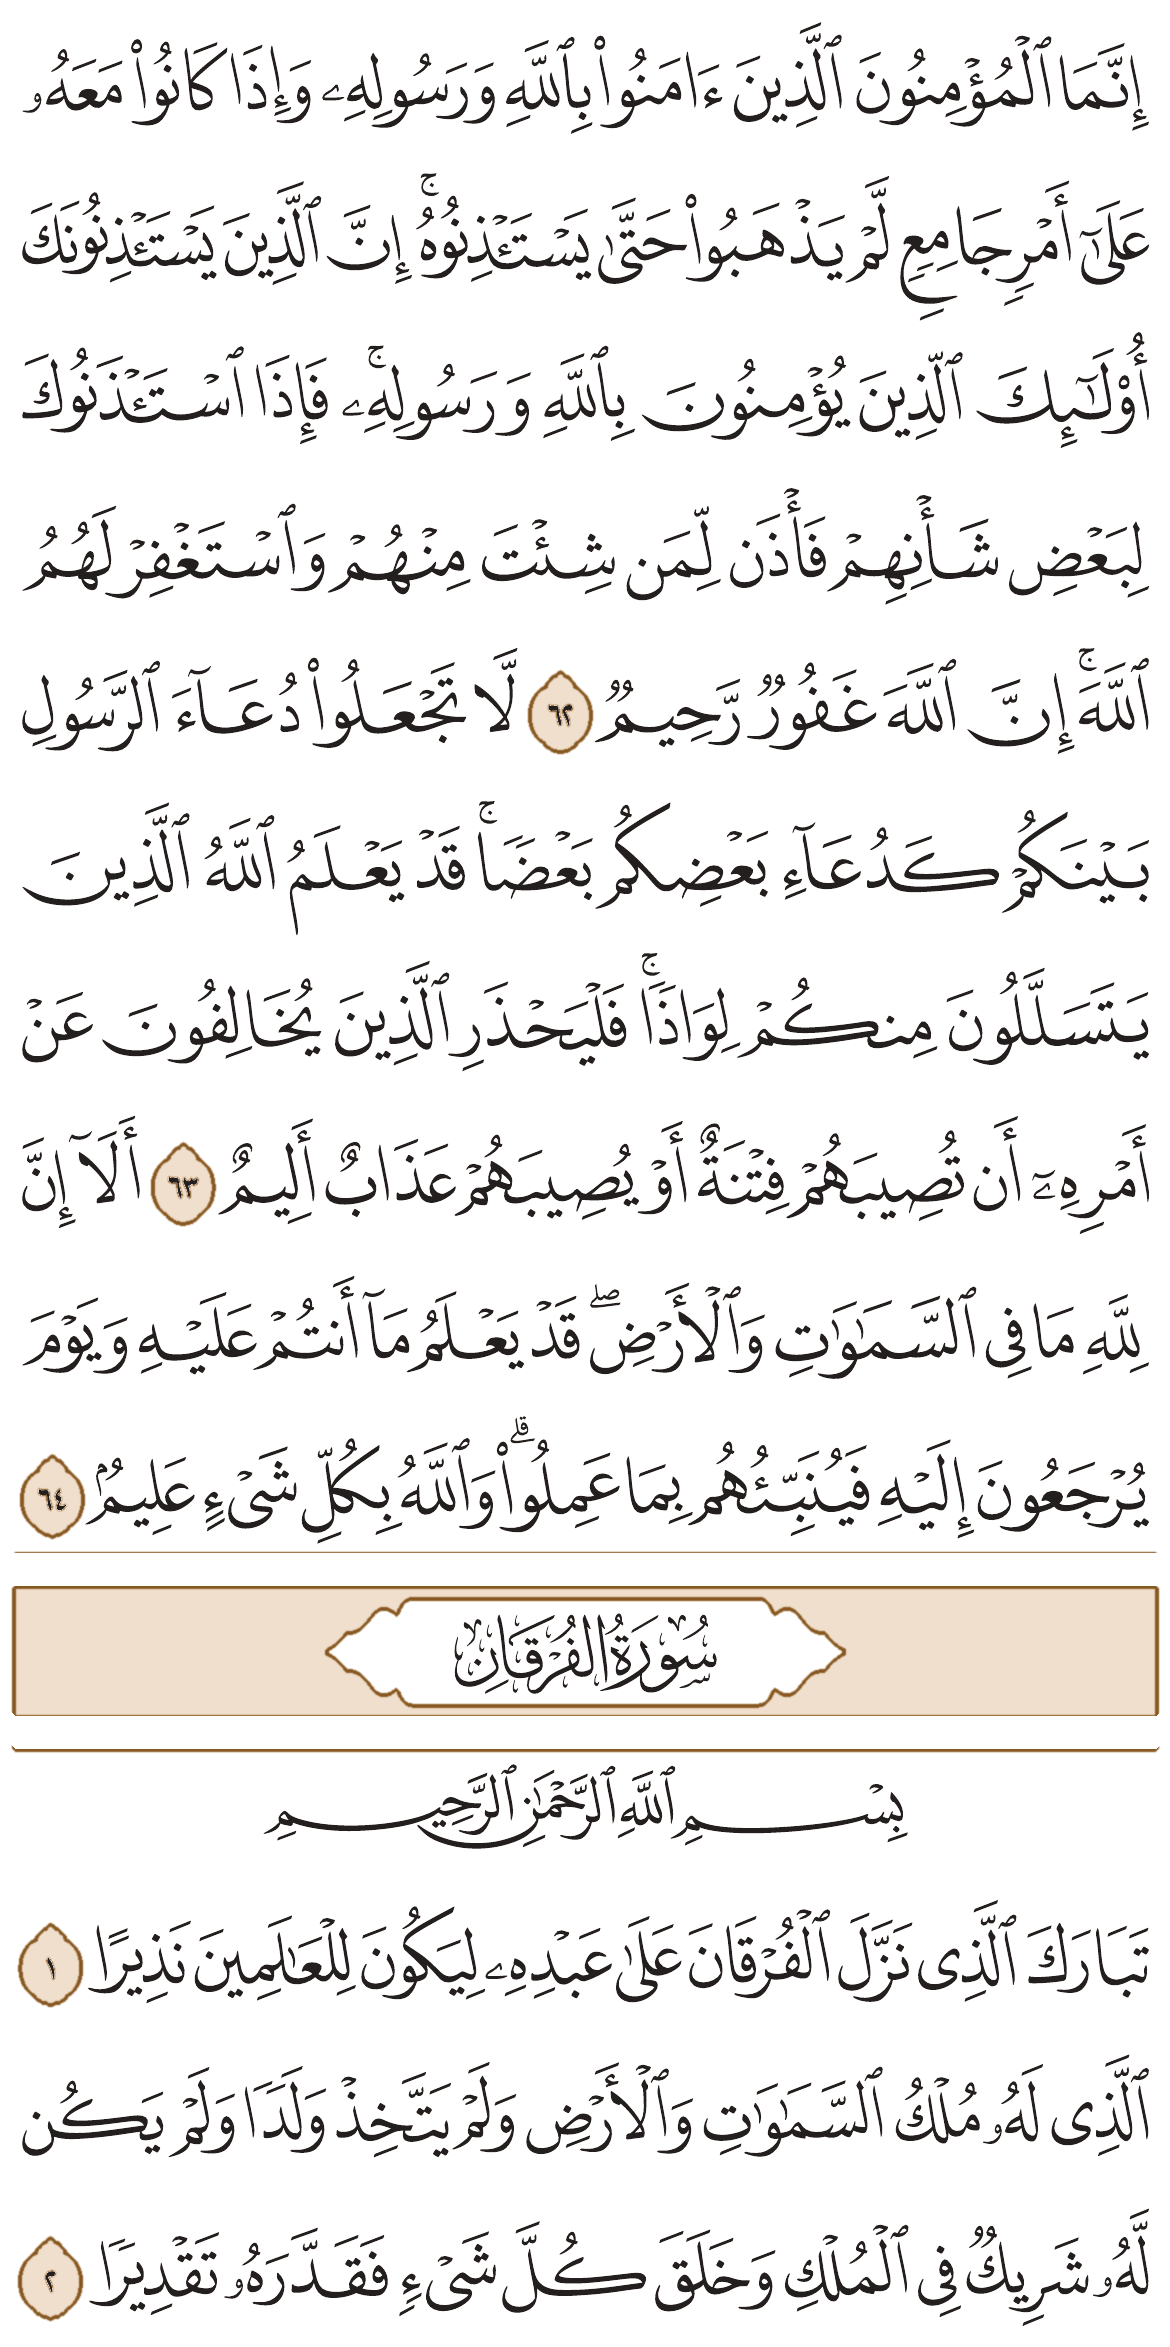 إِنَّمَا ٱلْمُؤْمِنُونَ ٱلَّذِينَ ءَامَنُوا۟ بِٱللَّهِ وَرَسُولِهِۦ وَإِذَا كَانُوا۟ مَعَهُۥ
عَلَىٰٓ أَمْرٍ جَامِعٍ لَّمْ يَذْهَبُوا۟ حَتَّىٰ يَسْتَـْٔذِنُوهُ ۚ إِنَّ ٱلَّذِينَ يَسْتَـْٔذِنُونَكَ
أُو۟لَـٰٓئِكَ ٱلَّذِينَ يُؤْمِنُونَ بِٱللَّهِ وَرَسُولِهِۦ ۚ فَإِذَا ٱسْتَـْٔذَنُوكَ
لِبَعْضِ شَأْنِهِمْ فَأْذَن لِّمَن شِئْتَ مِنْهُمْ وَٱسْتَغْفِرْ لَهُمُ
ٱللَّهَ ۚ إِنَّ ٱللَّهَ غَفُورٌ رَّحِيمٌ ٦٢ لَّا تَجْعَلُوا۟ دُعَآءَ ٱلرَّسُولِ
بَيْنَكُمْ كَدُعَآءِ بَعْضِكُم بَعْضًا ۚ قَدْ يَعْلَمُ ٱللَّهُ ٱلَّذِينَ
يَتَسَلَّلُونَ مِنكُمْ لِوَاذًا ۚ فَلْيَحْذَرِ ٱلَّذِينَ يُخَالِفُونَ عَنْ
أَمْرِهِۦٓ أَن تُصِيبَهُمْ فِتْنَةٌ أَوْ يُصِيبَهُمْ عَذَابٌ أَلِيمٌ ٦٣ أَلَآ إِنَّ
لِلَّهِ مَا فِى ٱلسَّمَـٰوَٰتِ وَٱلْأَرْضِ ۖ قَدْ يَعْلَمُ مَآ أَنتُمْ عَلَيْهِ وَيَوْمَ
يُرْجَعُونَ إِلَيْهِ فَيُنَبِّئُهُم بِمَا عَمِلُوا۟ ۗ وَٱللَّهُ بِكُلِّ شَىْءٍ عَلِيمٌۢ ٦٤
سُورَةُ الفُرْقَانِ
بِسْمِ ٱللَّهِ ٱلرَّحْمَـٰنِ ٱلرَّحِيمِ
تَبَارَكَ ٱلَّذِى نَزَّلَ ٱلْفُرْقَانَ عَلَىٰ عَبْدِهِۦ لِيَكُونَ لِلْعَـٰلَمِينَ نَذِيرًا ١
ٱلَّذِى لَهُۥ مُلْكُ ٱلسَّمَـٰوَٰتِ وَٱلْأَرْضِ وَلَمْ يَتَّخِذْ وَلَدًا وَلَمْ يَكُن
لَّهُۥ شَرِيكٌ فِى ٱلْمُلْكِ وَخَلَقَ كُلَّ شَىْءٍ فَقَدَّرَهُۥ تَقْدِيرًا ٢